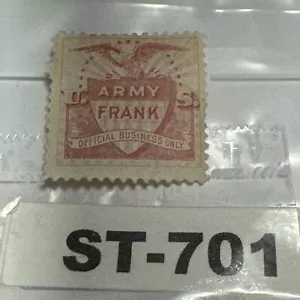 ARMY
U. S.
FRANK
OFFICIAL BUSINESS ONLY
ST-701